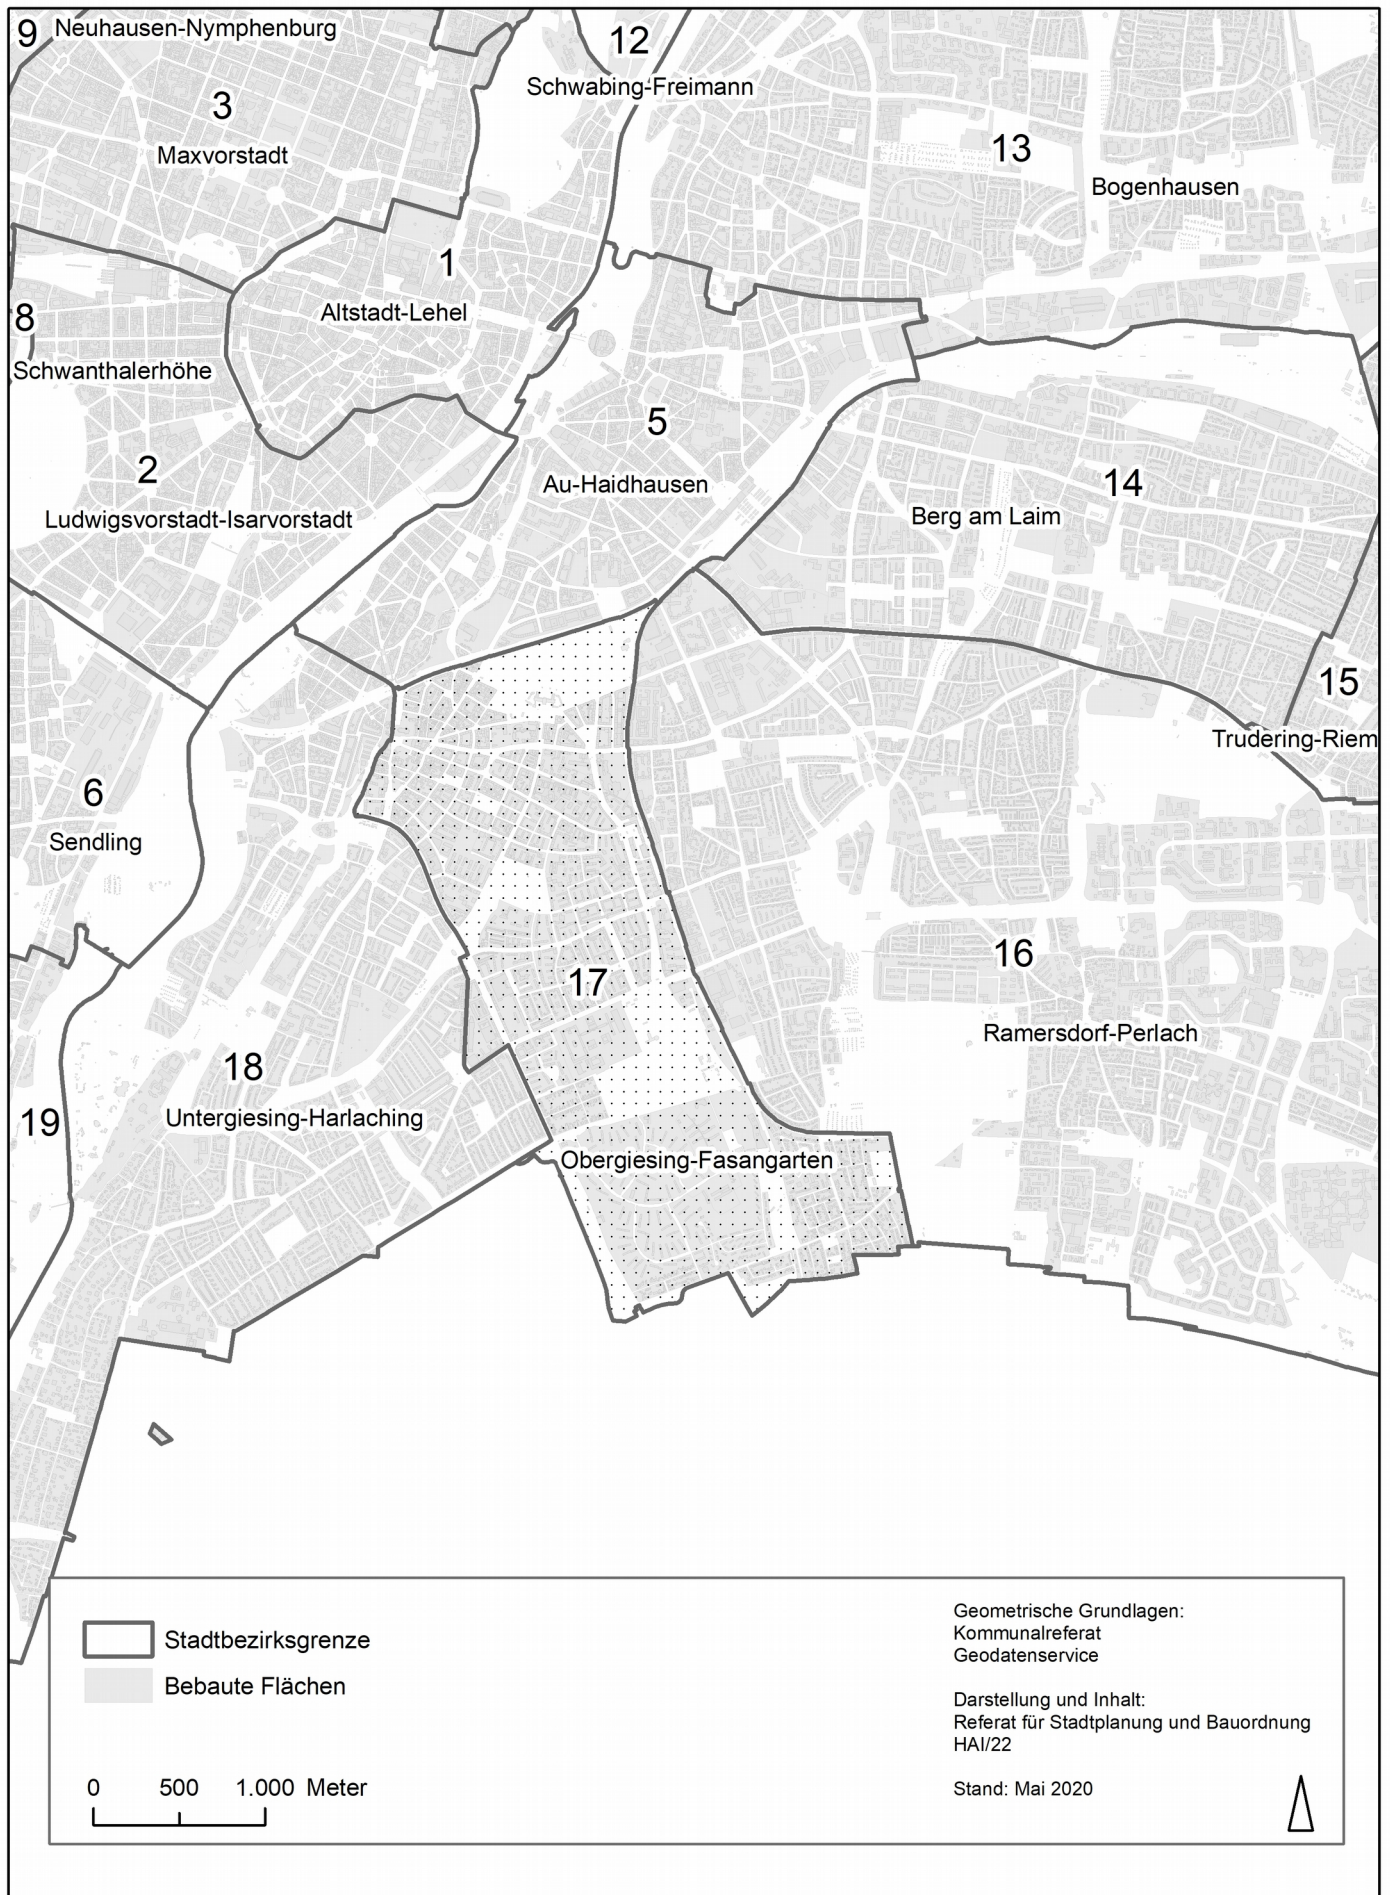 9 Neuhausen-Nymphenburg
12
Schwabing-Freimann
3
Maxvorstadt
13
Bogenhausen
1
Altstadt-Lehel
8
Schwanthalerhöhe
5
Au-Haidhausen
2
Ludwigsvorstadt-Isarvorstadt
14
Berg am Laim
15
Trudering-Riem
6
Sendling
16
Ramersdorf-Perlach
17
Obergiesing-Fasangarten
18
Untergiesing-Harlaching
19
Stadtbezirksgrenze
Bebaute Flächen
0 500 1.000 Meter
Geometrische Grundlagen:
Kommunalreferat
Geodatenservice
Darstellung und Inhalt:
Referat für Stadtplanung und Bauordnung
HAI/22
Stand: Mai 2020